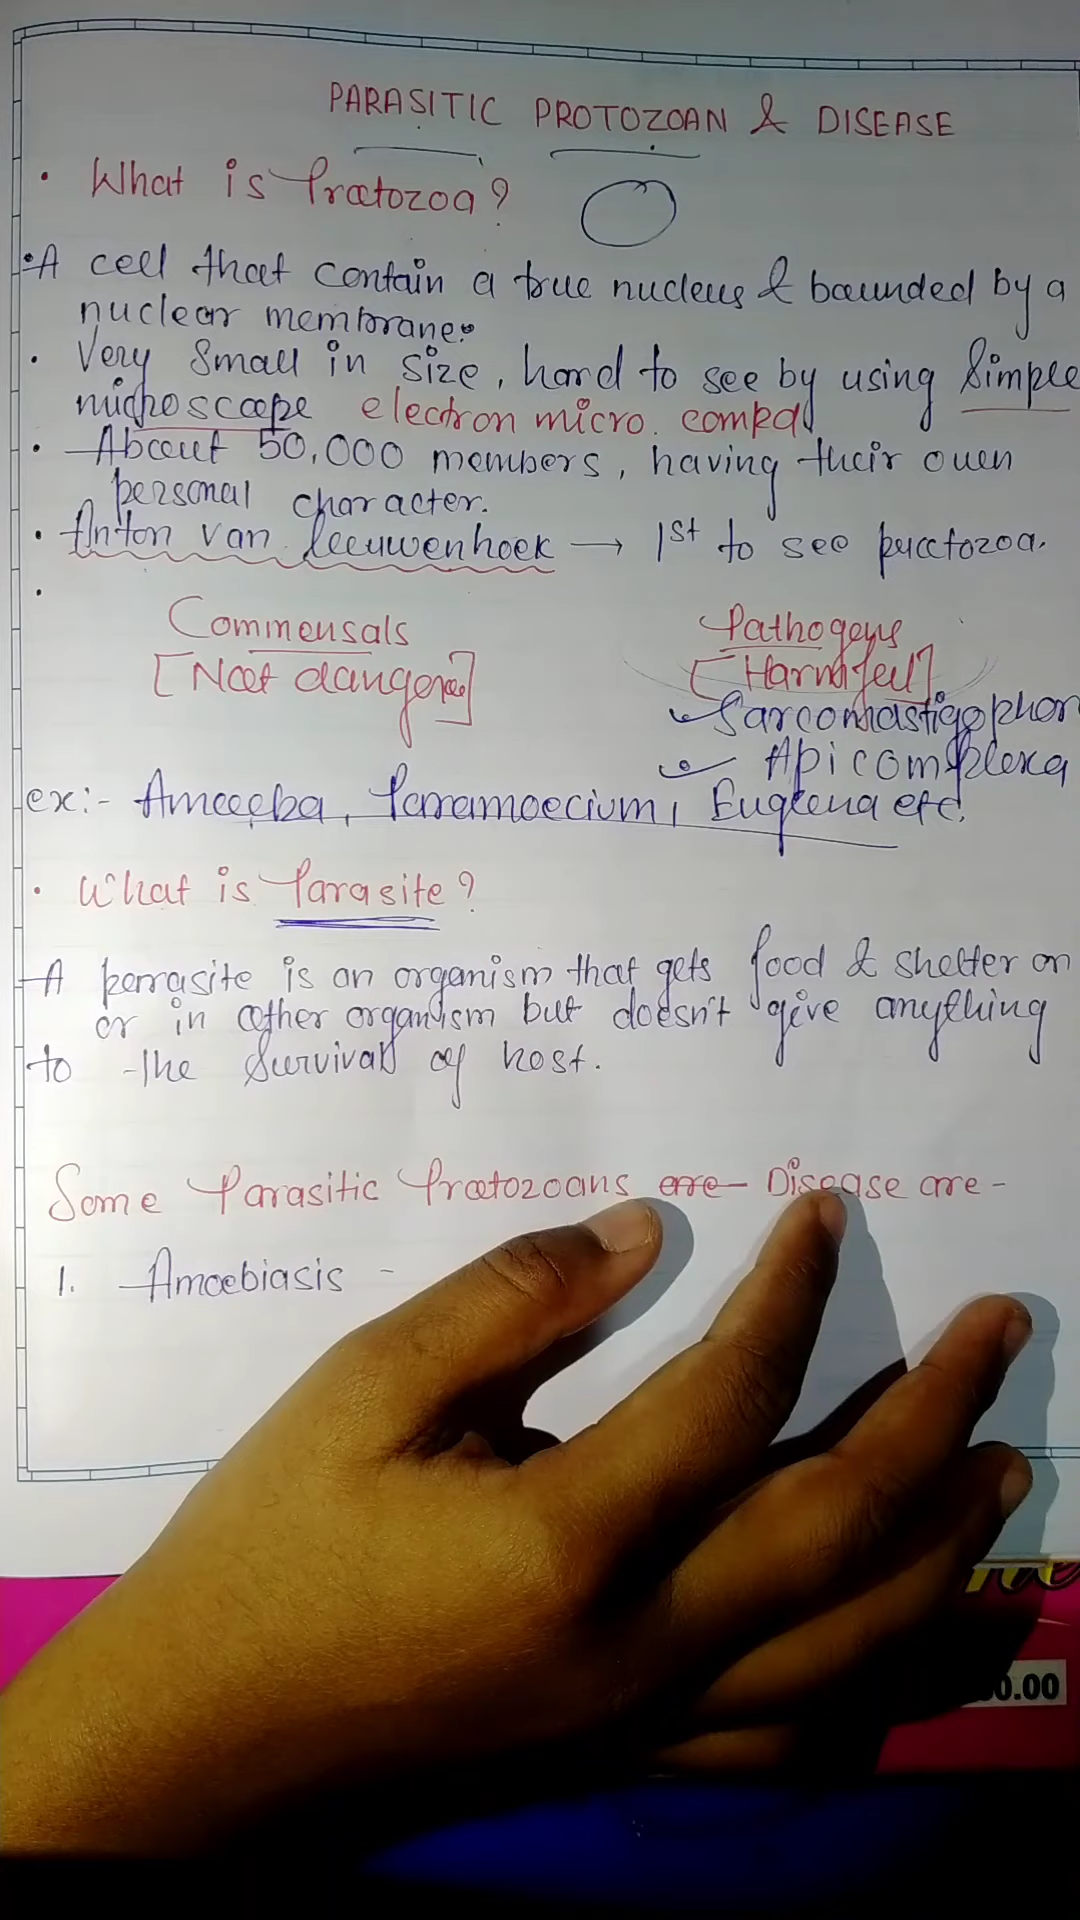 PARASITIC PROTOZOAN & DISEASE
• What is Protozoa?
• A cell that contain a true nucleus & bounded by a
nuclear membrane.
• Very small in size, hard to see by using Simple
microscope electron micro. compd
• About 50,000 members, having their own
personal character.
• Anton van leeuwenhoek → 1st to see protozoa.
•
Commensals Pathogens
[Not dangerous] [Harmful]
Sarcomastigophor
Apicomplexa
ex:- Amoeba, Paramoecium, Euglena etc.
• What is Parasite?
A parasite is an organism that gets food & shelter on
or in other organism but doesn't give anything
to the survival of host.
Some Parasitic Protozoans are Disease are -
1. Amoebiasis -
0.00